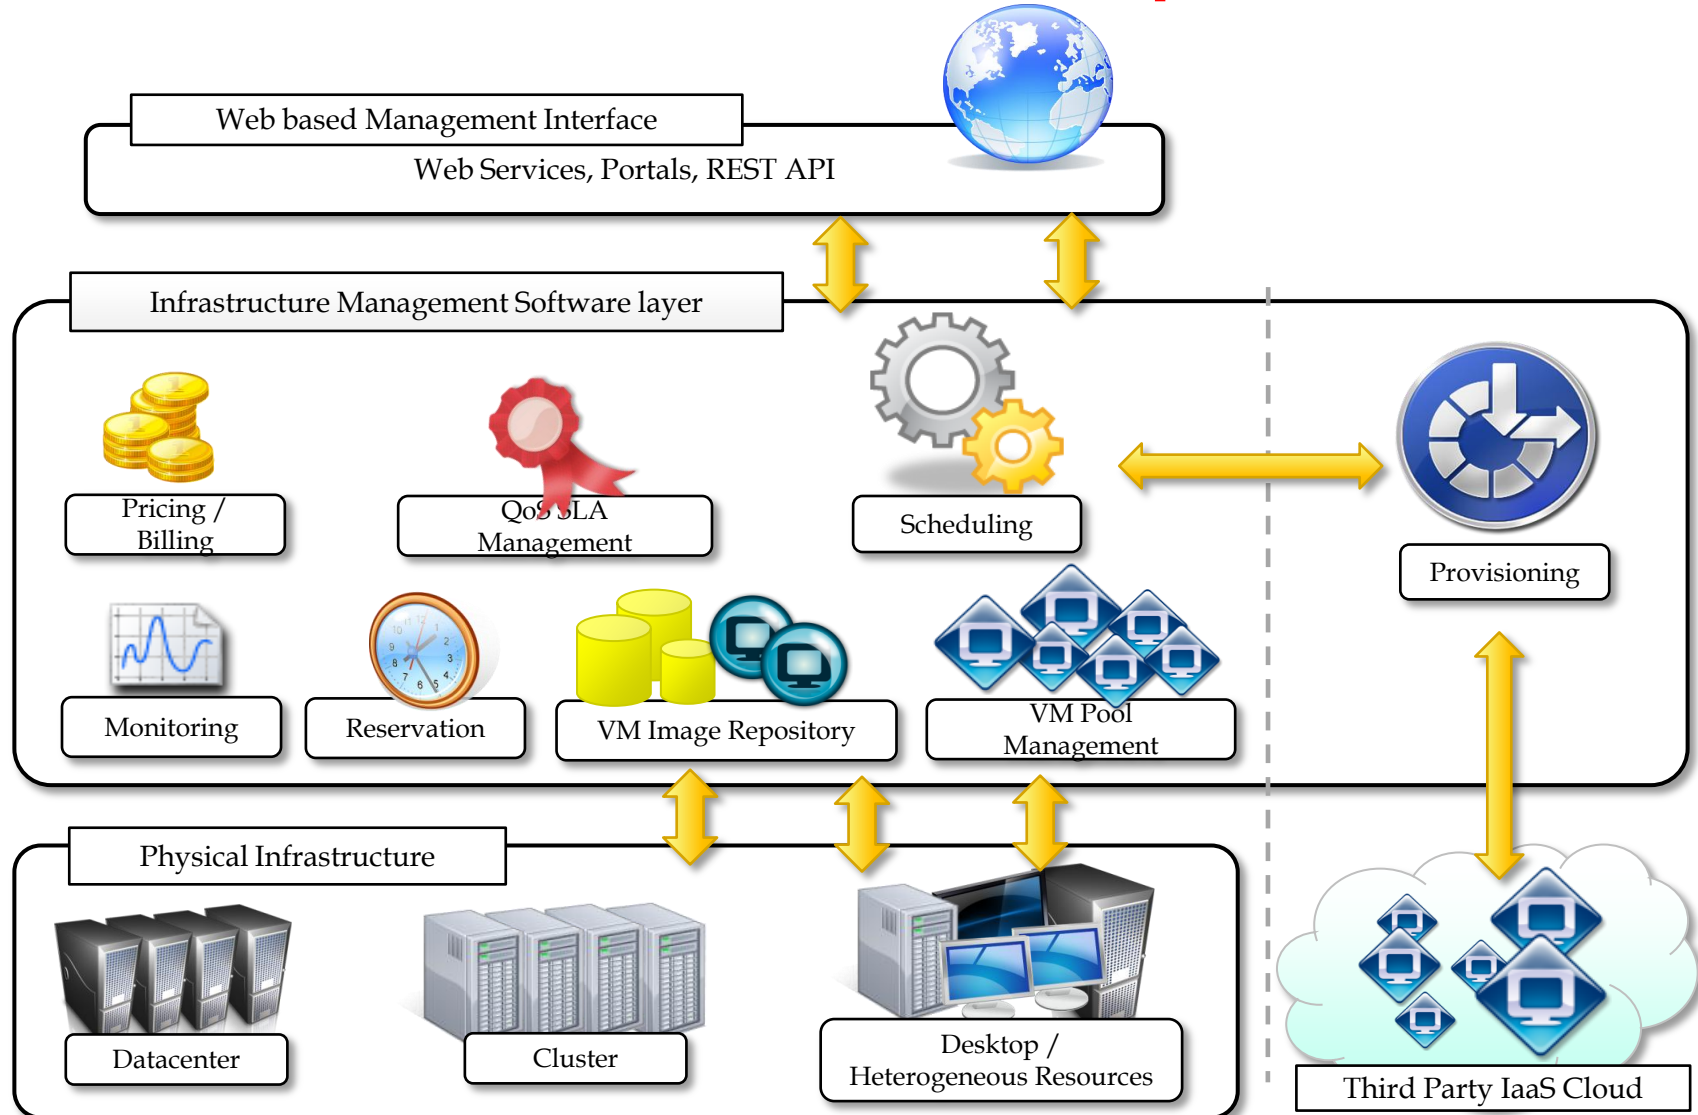 Web based Management Interface
Web Services, Portals, REST API
Infrastructure Management Software layer
Pricing /
Billing
QoS SLA
Management
Scheduling
Provisioning
Monitoring
Reservation
VM Image Repository
VM Pool
Management
Physical Infrastructure
Datacenter
Cluster
Desktop /
Heterogeneous Resources
Third Party IaaS Cloud